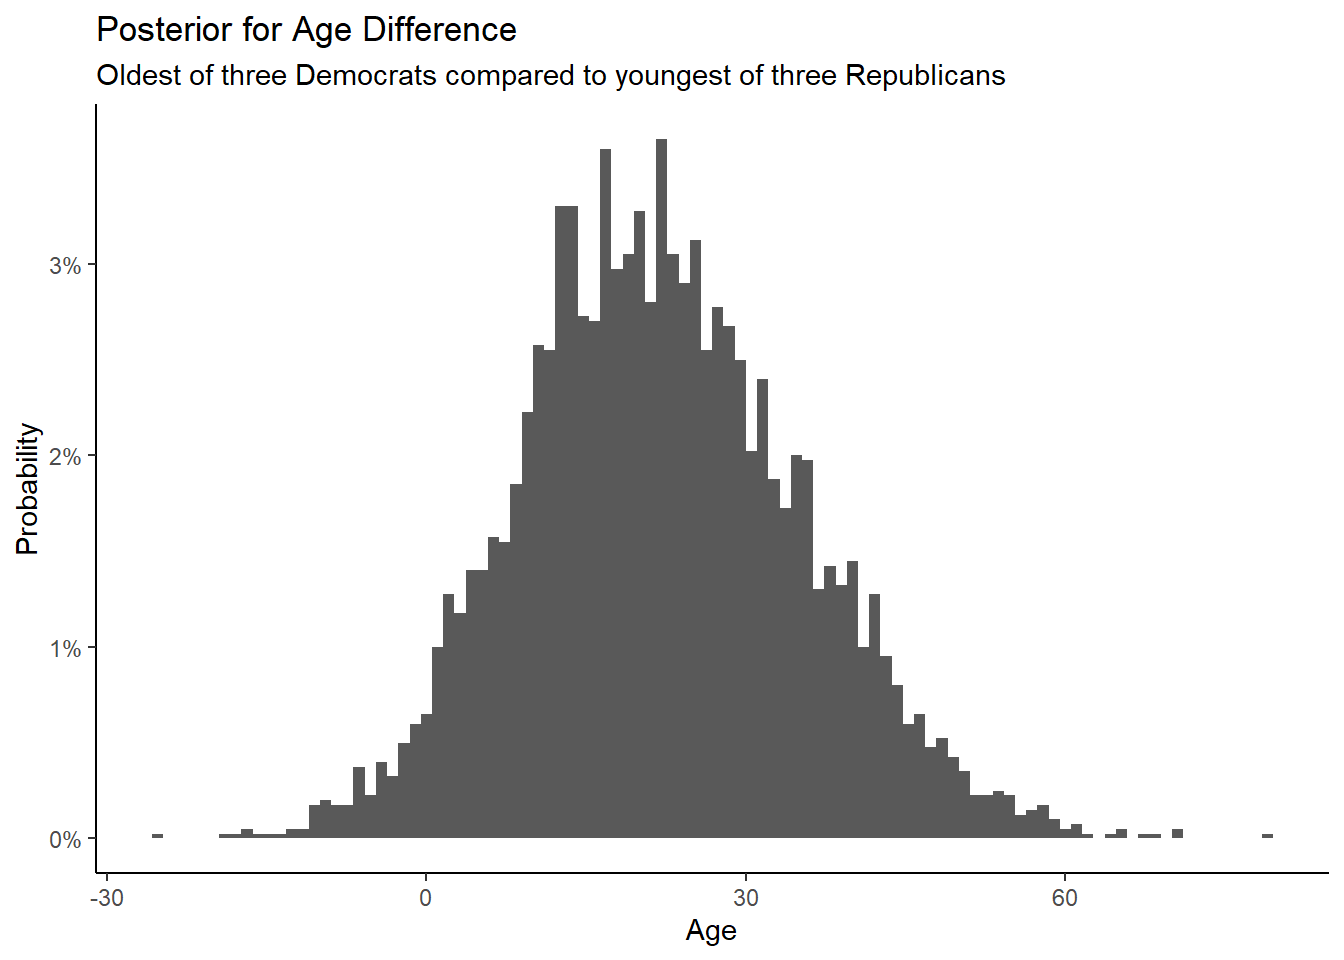 Posterior for Age Difference
Oldest of three Democrats compared to youngest of three Republicans
3%
2%
1%
0%
Probability
-30 0 30 60
Age